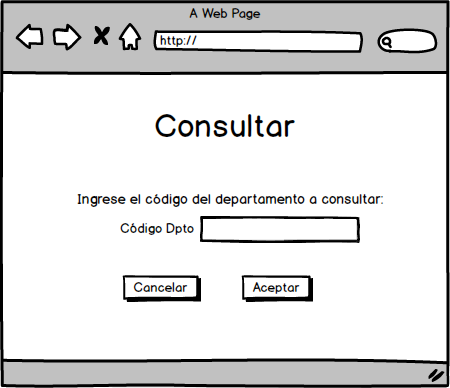 A Web Page
http://
Consultar
Ingrese el código del departamento a consultar:
Código Dpto
Cancelar Aceptar